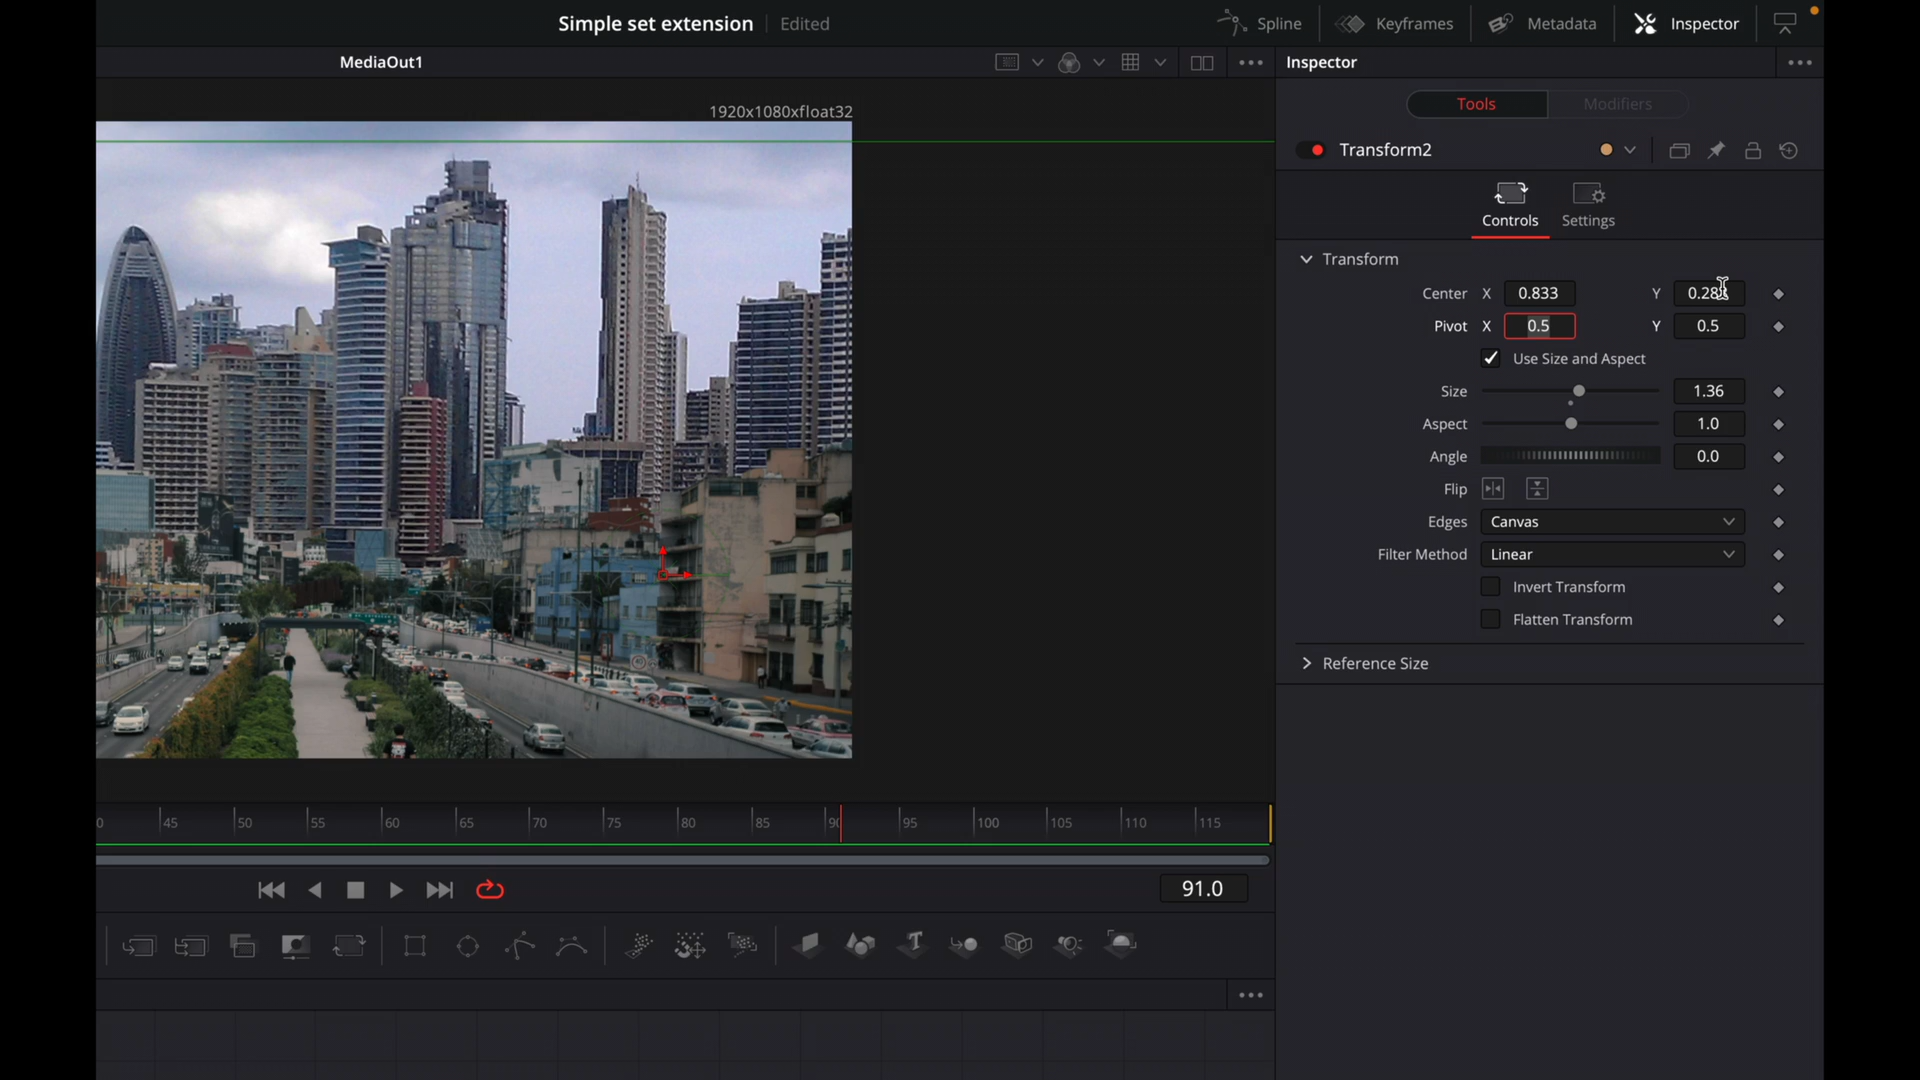 Simple set extension Edited
Spline
Keyframes
Metadata
Inspector
MediaOut1
Inspector
1920x1080xfloat32
Tools
Modifiers
Transform2
Controls
Settings
Transform
Center X 0.833 Y
Pivot X 0.5 Y 0.5
Use Size and Aspect
Size 1.36
Aspect 1.0
Angle 0.0
Flip
Edges Canvas
Filter Method Linear
Invert Transform
Flatten Transform
Reference Size
0 45 50 55 60 65 70 75 80 85 90 95 100 105 110 115
91.0